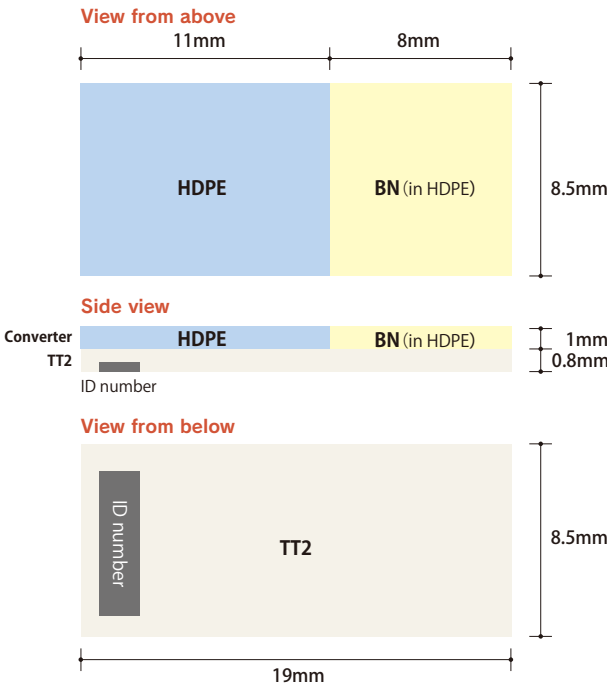 View from above
11mm 8mm
HDPE BN (in HDPE) 8.5mm
Side view
Converter HDPE BN (in HDPE) 1mm
TT2 0.8mm
ID number
View from below
ID number TT2 8.5mm
19mm